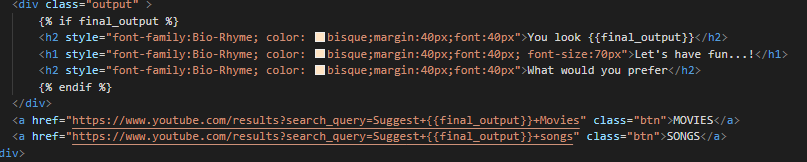 <div class="output" >
{% if final_output %}
<h2 style="font-family:Bio-Rhyme; color: bisque;margin:40px;font:40px">You look {{final_output}}</h2>
<h1 style="font-family:Bio-Rhyme; color: bisque;margin:40px;font:40px; font-size:70px">Let's have fun...!</h1>
<h2 style="font-family:Bio-Rhyme; color: bisque;margin:40px;font:40px">What would you prefer</h2>
{% endif %}
</div>
<a href="https://www.youtube.com/results?search_query=Suggest+{{final_output}}+Movies" class="btn">MOVIES</a>
<a href="https://www.youtube.com/results?search_query=Suggest+{{final_output}}+songs" class="btn">SONGS</a>
div>